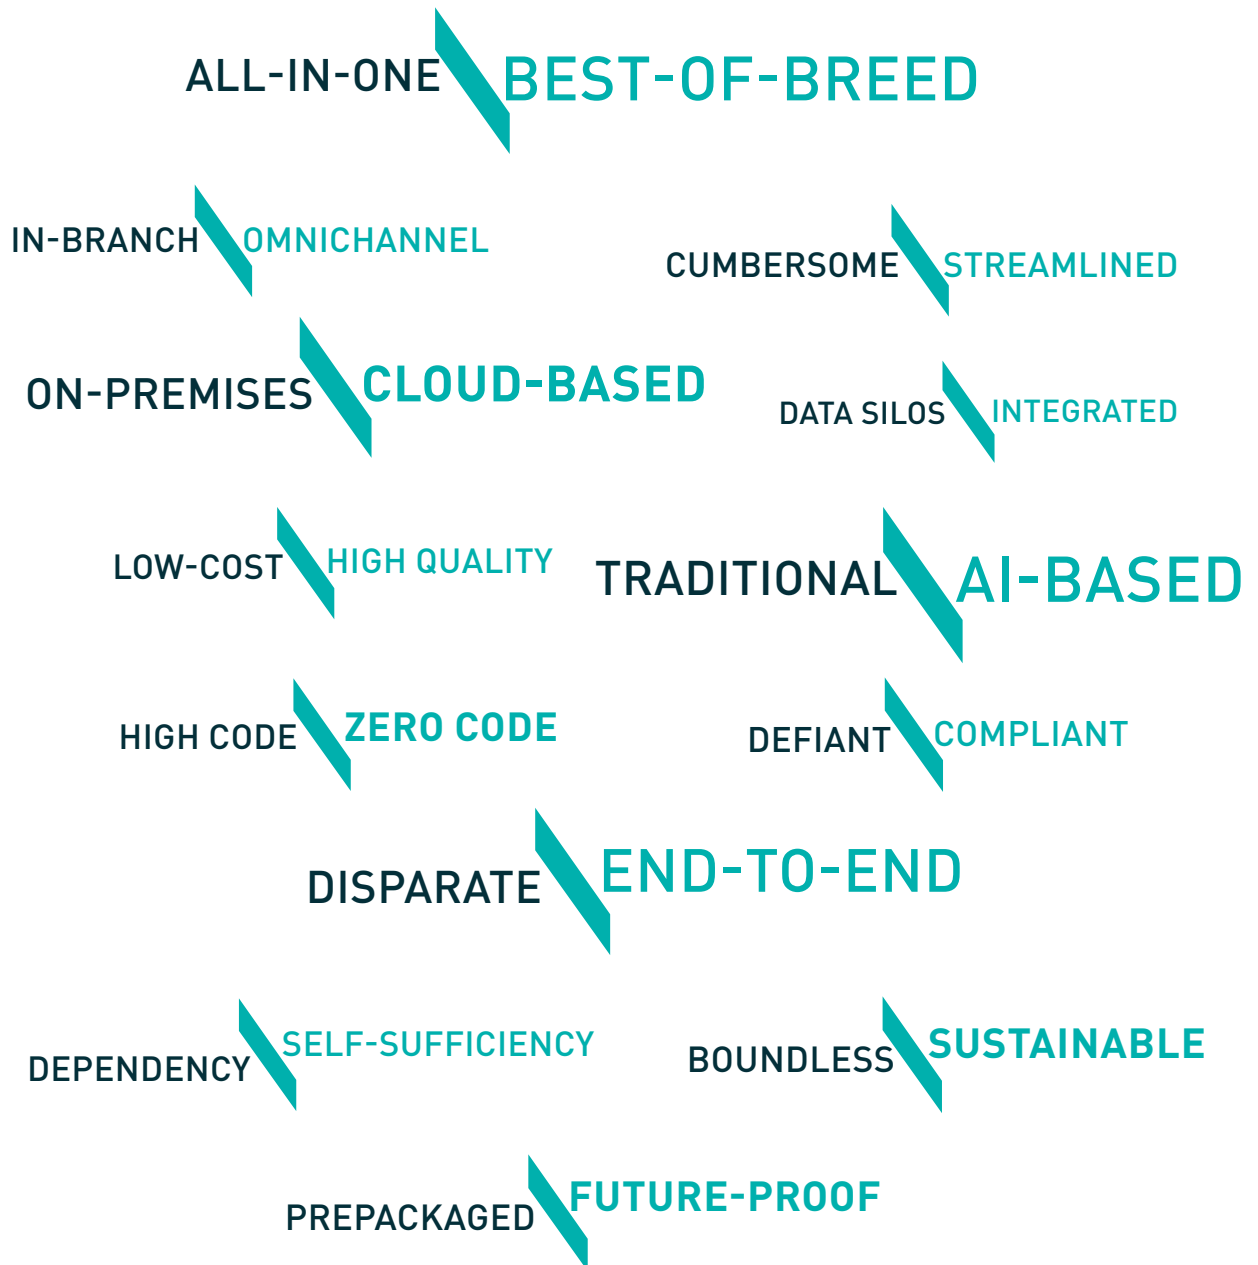 ALL-IN-ONE BEST-OF-BREED
IN-BRANCH OMNICHANNEL
CUMBERSOME STREAMLINED
ON-PREMISES CLOUD-BASED
DATA SILOS INTEGRATED
LOW-COST HIGH QUALITY
TRADITIONAL AI-BASED
HIGH CODE ZERO CODE
DEFIANT COMPLIANT
DISPARATE END-TO-END
DEPENDENCY SELF-SUFFICIENCY
BOUNDLESS SUSTAINABLE
PREPACKAGED FUTURE-PROOF